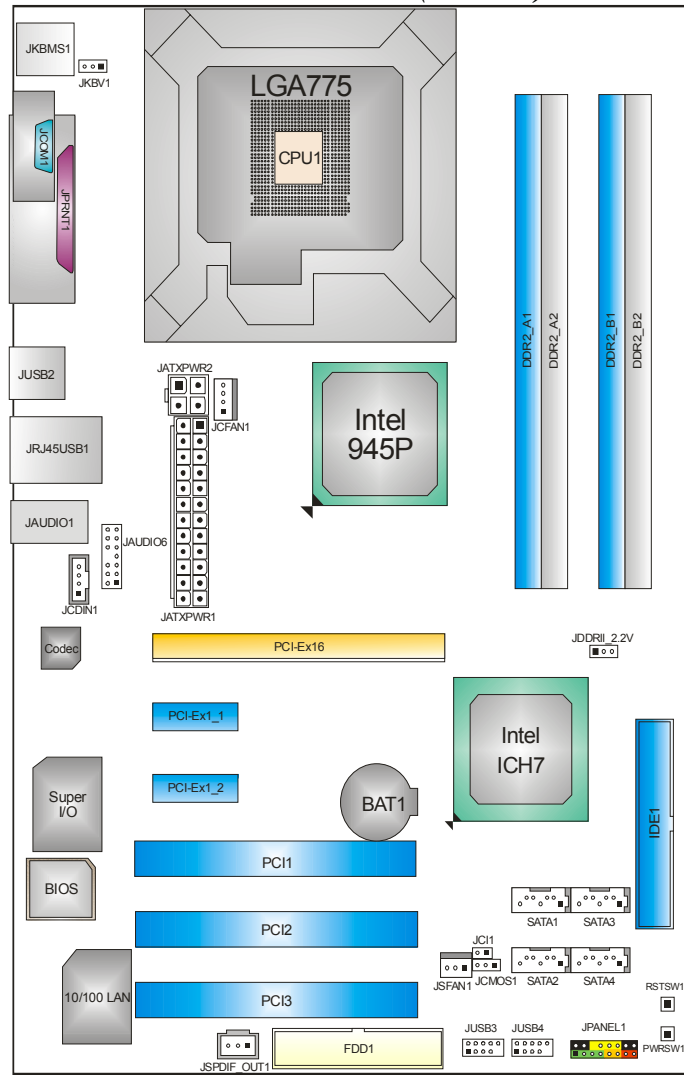 JKBMS1
JKBV1
LGA775
CPU1
JCOM1
JPRNT1
DDR2_A1
DDR2_A2
DDR2_B1
DDR2_B2
JUSB2
JATXPWR2
JCFAN1
Intel
945P
JRJ45USB1
JAUDIO1
JAUDIO6
JCDIN1
JATXPWR1
Codec
PCI-Ex16
JDDRII_2.2V
PCI-Ex1_1
Intel
ICH7
PCI-Ex1_2
Super
I/O
BAT1
IDE1
PCI1
BIOS
SATA1
SATA3
PCI2
JCI1
JCMOS1
JSFAN1
SATA2
SATA4
10/100 LAN
PCI3
RSTSW1
JUSB3
JUSB4
JPANEL1
PWRSW1
FDD1
JSPDIF_OUT1